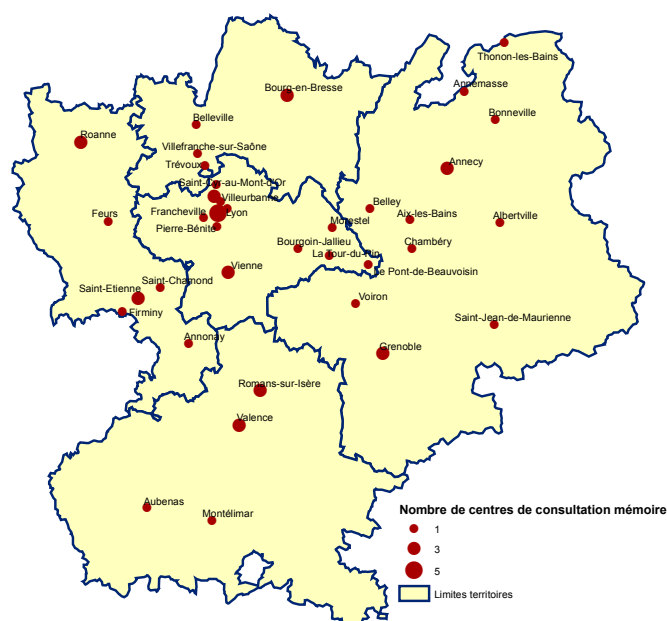 Thonon-les-Bains
Annemasse
Bourg-en-Bresse
Bonneville
Belleville
Roanne
Villefranche-sur-Saône
Annecy
Trévoux
Saint-Cyr-au-Mont-d'Or
Villeurbanne
Belley
Francheville
Lyon
Aix-les-Bains
Albertville
Feurs
Pierre-Bénite
Morestel
Bourgoin-Jallieu
Chambéry
La Tour-du-Pin
Vienne
Le Pont-de-Beauvoisin
Saint-Chamond
Saint-Etienne
Voiron
Firminy
Saint-Jean-de-Maurienne
Annonay
Grenoble
Romans-sur-Isère
Valence
Aubenas
Montélimar
Nombre de centres de consultation mémoire
1
3
5
Limites territoires